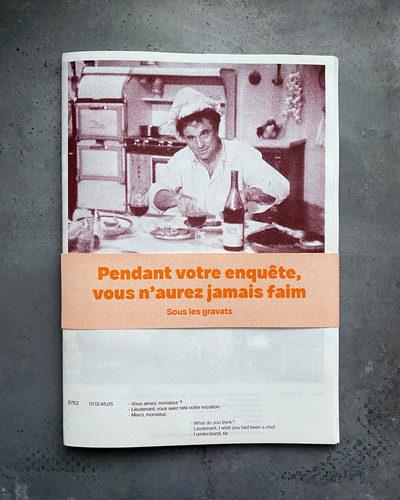 Pendant votre enquête,
vous n'aurez jamais faim
Sous les gravats
S7E2 01:12:45,05 - Vous aimez, monsieur ?
- Lieutenant, vous avez raté votre vocation.
- Merci, monsieur.
- What do you think?
- Lieutenant, I wish you had been a chef.
- I understand, sir.